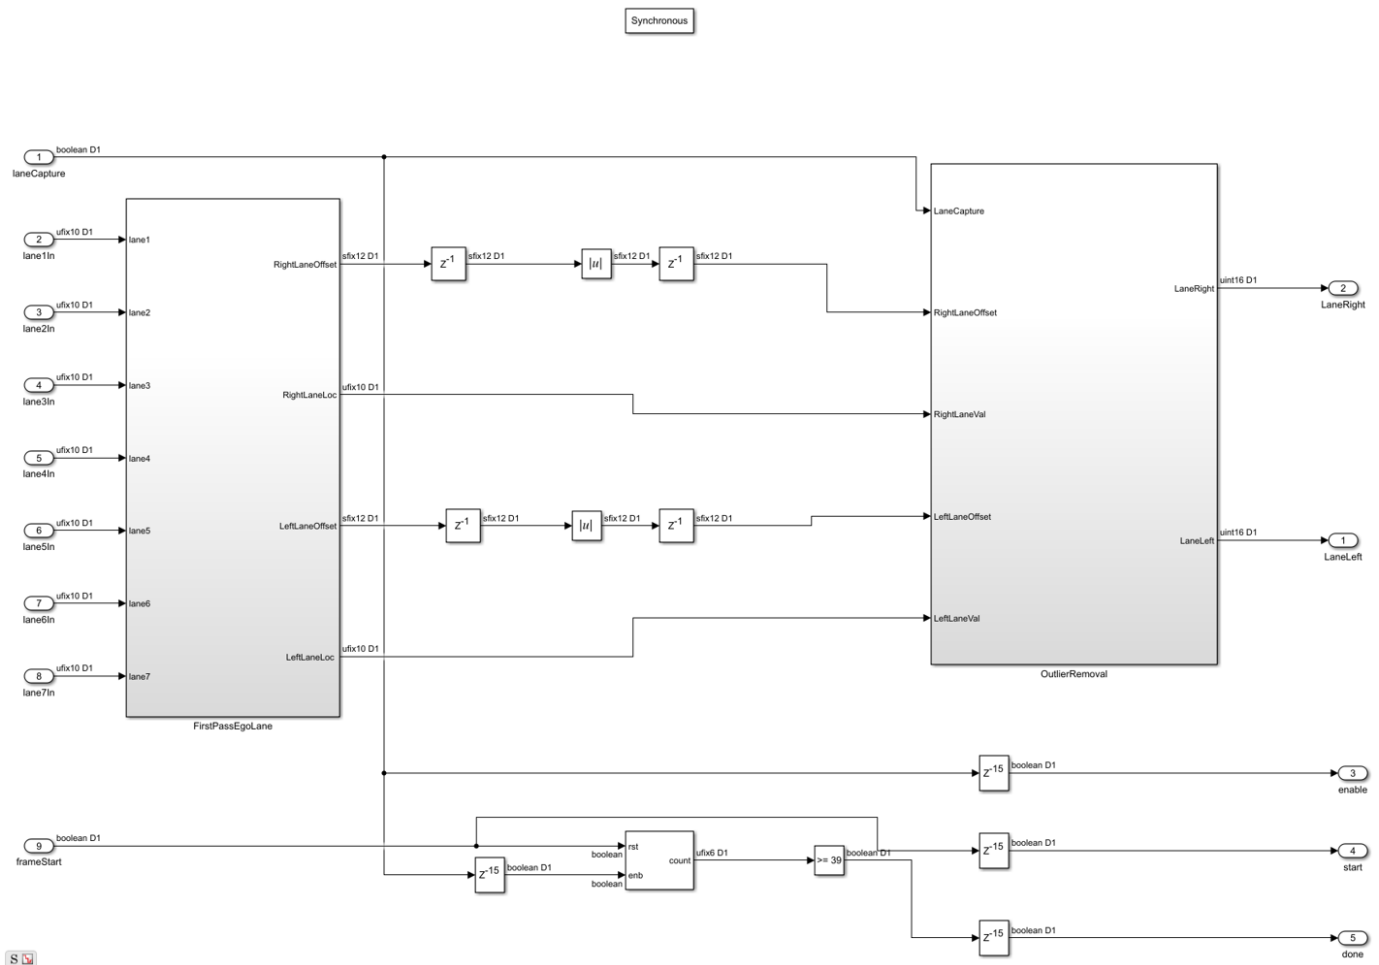 Synchronous
boolean D1
1
laneCapture
LaneCapture
ufix10 D1
2
lane1In
lane1
RightLaneOffset
sfix12 D1
z-1
sfix12 D1
|u|
sfix12 D1
z-1
sfix12 D1
LaneRight
uint16 D1
2
LaneRight
ufix10 D1
3
lane2In
lane2
RightLaneOffset
ufix10 D1
4
lane3In
lane3
RightLaneLoc
ufix10 D1
RightLaneVal
ufix10 D1
5
lane4In
lane4
ufix10 D1
6
lane5In
lane5
LeftLaneOffset
sfix12 D1
z-1
sfix12 D1
|u|
sfix12 D1
z-1
sfix12 D1
LeftLaneOffset
LaneLeft
uint16 D1
1
LaneLeft
ufix10 D1
7
lane6In
lane6
LeftLaneVal
ufix10 D1
8
lane7In
lane7
LeftLaneLoc
ufix10 D1
FirstPassEgoLane
OutlierRemoval
z-15
boolean D1
3
enable
boolean D1
9
frameStart
boolean
rst
z-15
boolean D1
boolean
enb
count
ufix6 D1
>= 39
boolean D1
z-15
boolean D1
4
start
z-15
boolean D1
5
done
S